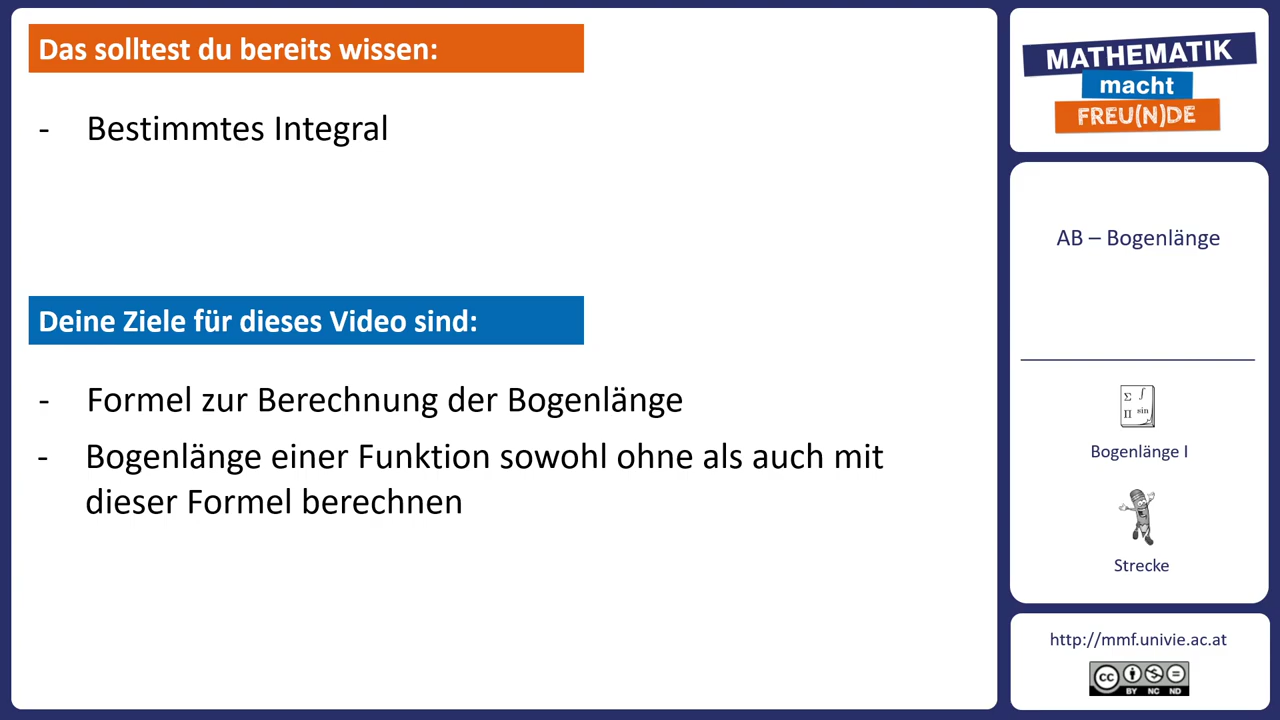 Das solltest du bereits wissen:
- Bestimmtes Integral
Deine Ziele für dieses Video sind:
- Formel zur Berechnung der Bogenlänge
- Bogenlänge einer Funktion sowohl ohne als auch mit
dieser Formel berechnen
MATHEMATIK
macht
FREU(N)DE
AB – Bogenlänge
Σ ∫
Π sin
Bogenlänge I
Strecke
http://mmf.univie.ac.at
cc
BY NC ND